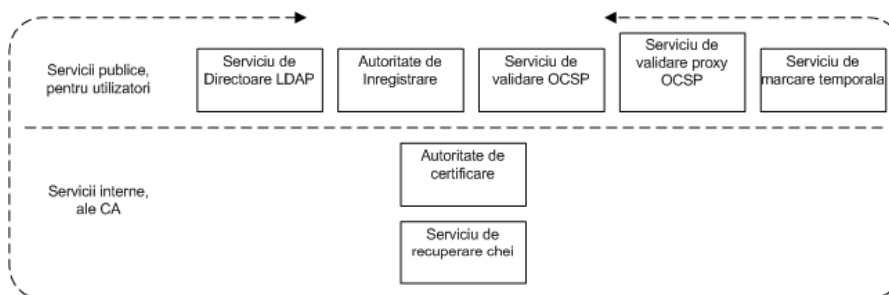 Servicii publice,
pentru utilizatori
Serviciu de
Directoare LDAP
Autoritate de
Inregistrare
Serviciu de
validare OCSP
Serviciu de
validare proxy
OCSP
Serviciu de
marcare temporala
Servicii interne,
ale CA
Autoritate de
certificare
Serviciu de
recuperare chei